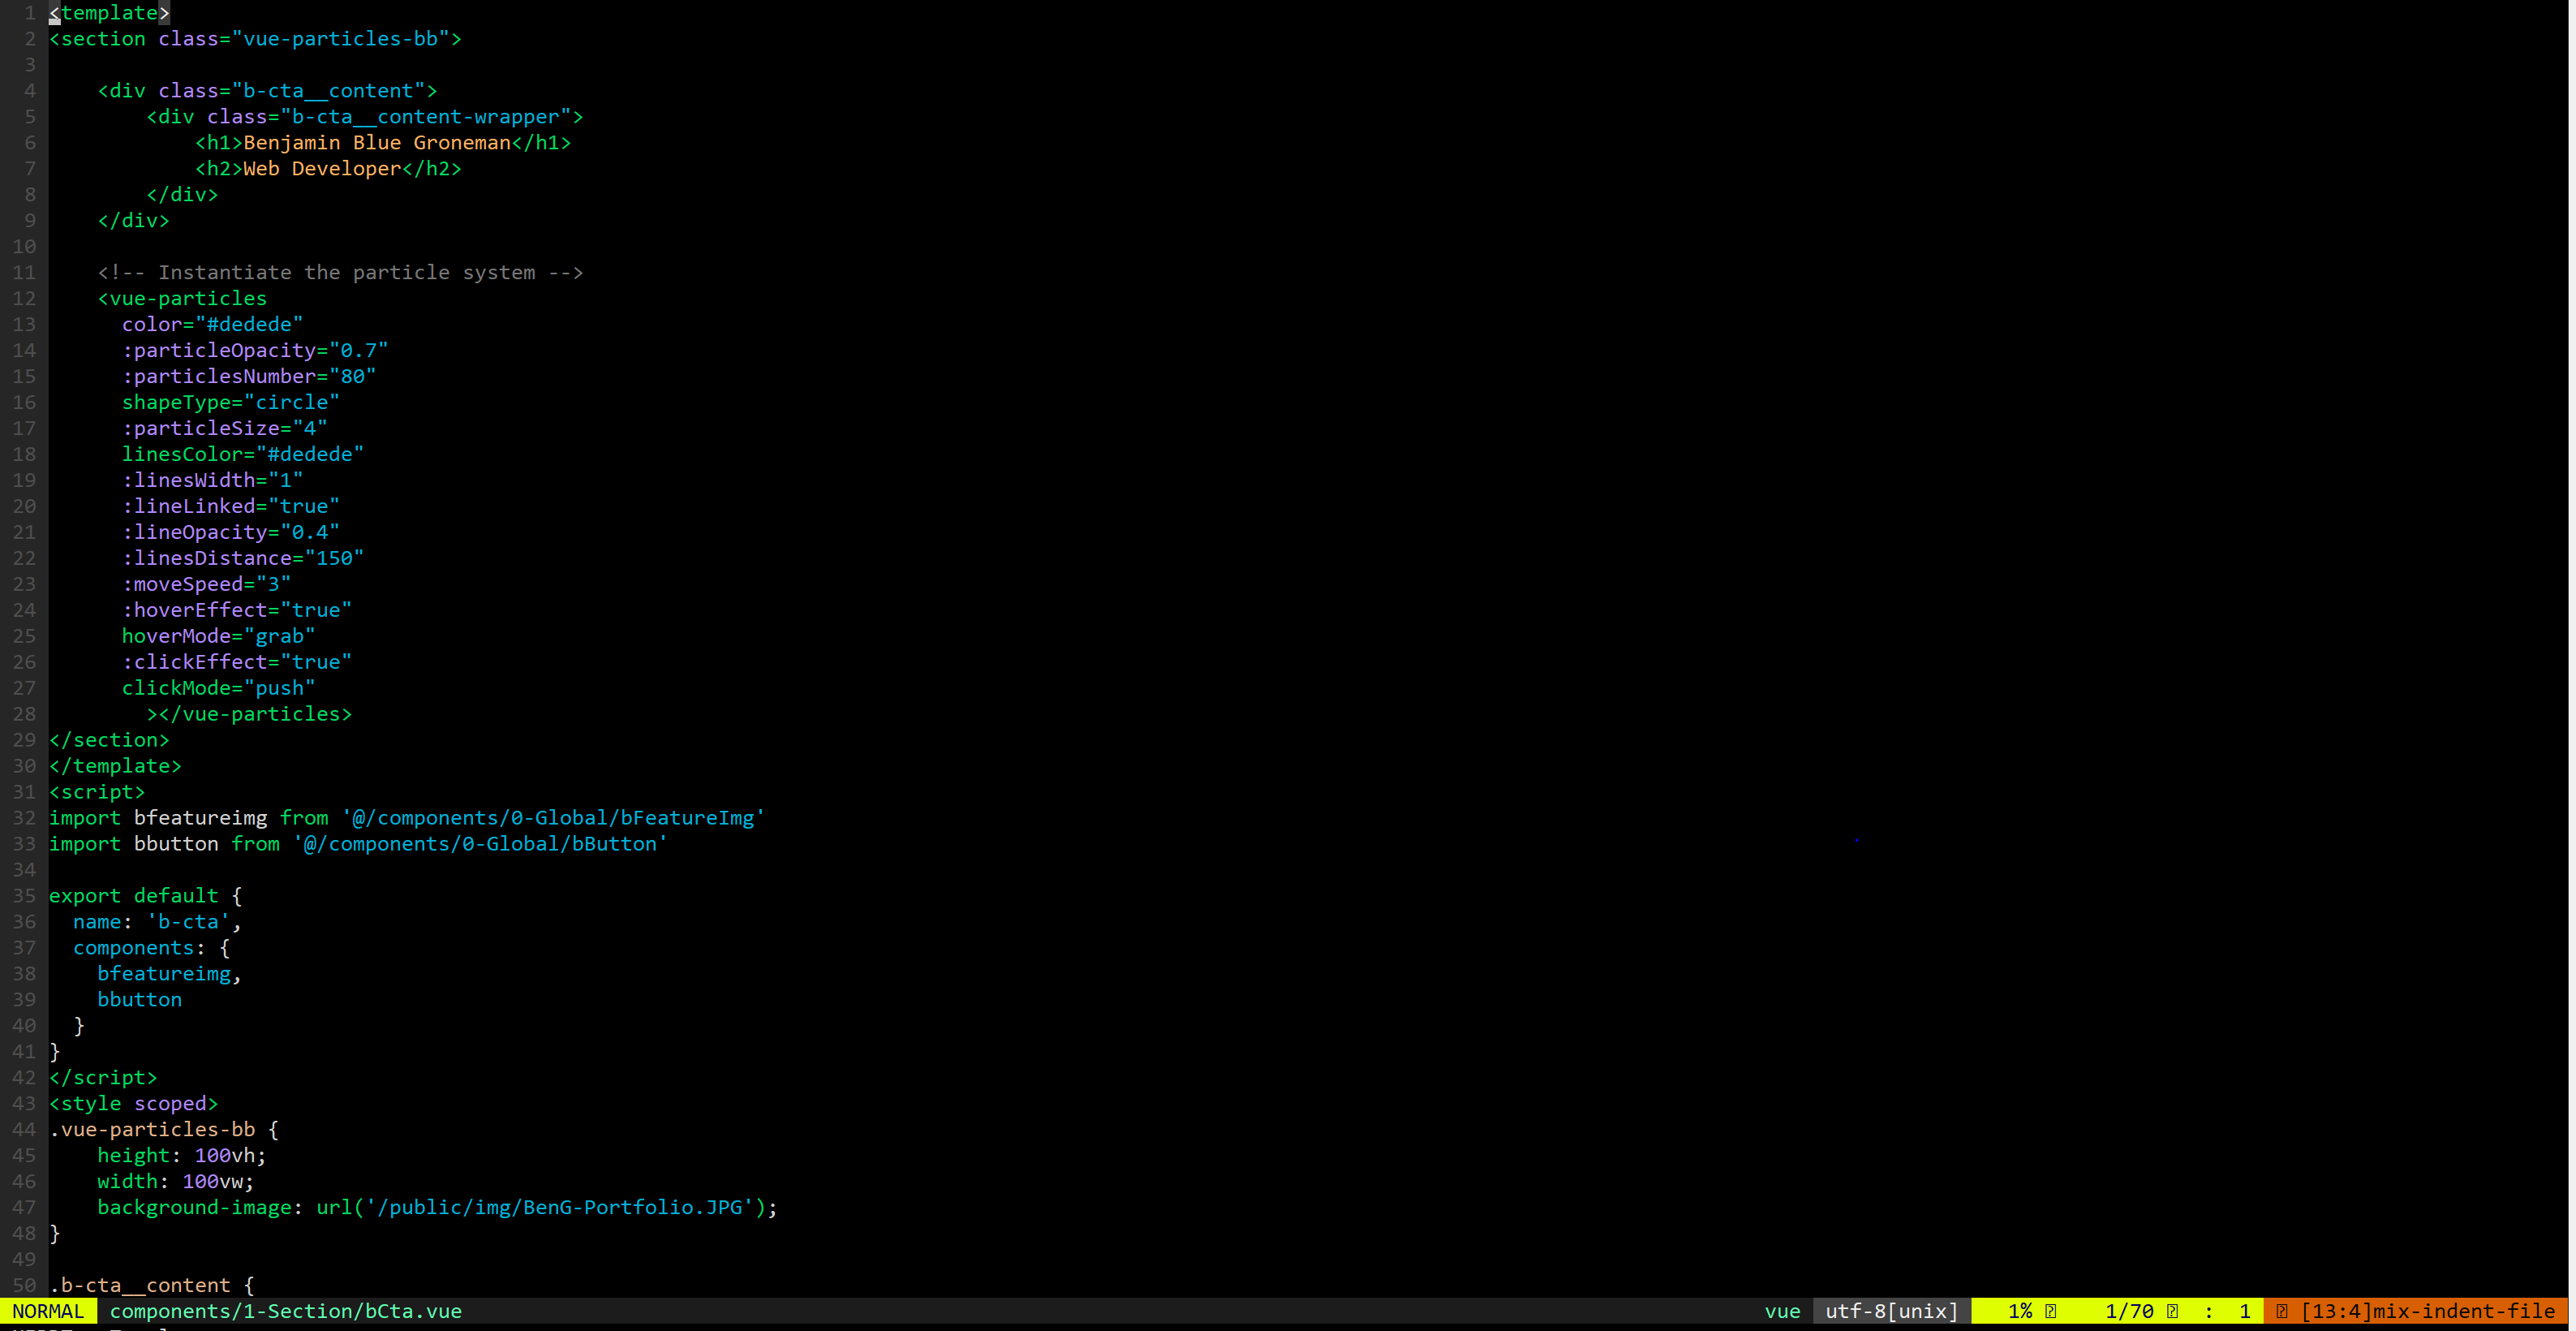 1 <template>
2 <section class="vue-particles-bb">
3
4     <div class="b-cta__content">
5         <div class="b-cta__content-wrapper">
6             <h1>Benjamin Blue Groneman</h1>
7             <h2>Web Developer</h2>
8         </div>
9     </div>
10
11     <!-- Instantiate the particle system -->
12     <vue-particles
13       color="#dedede"
14       :particleOpacity="0.7"
15       :particlesNumber="80"
16       shapeType="circle"
17       :particleSize="4"
18       linesColor="#dedede"
19       :linesWidth="1"
20       :lineLinked="true"
21       :lineOpacity="0.4"
22       :linesDistance="150"
23       :moveSpeed="3"
24       :hoverEffect="true"
25       hoverMode="grab"
26       :clickEffect="true"
27       clickMode="push"
28         ></vue-particles>
29 </section>
30 </template>
31 <script>
32 import bfeatureimg from '@/components/0-Global/bFeatureImg'
33 import bbutton from '@/components/0-Global/bButton'
34
35 export default {
36   name: 'b-cta',
37   components: {
38     bfeatureimg,
39     bbutton
40   }
41 }
42 </script>
43 <style scoped>
44 .vue-particles-bb {
45     height: 100vh;
46     width: 100vw;
47     background-image: url('/public/img/BenG-Portfolio.JPG');
48 }
49
50 .b-cta__content {
NORMAL components/1-Section/bCta.vue vue utf-8[unix] 1% 1/70 : 1 [13:4]mix-indent-file